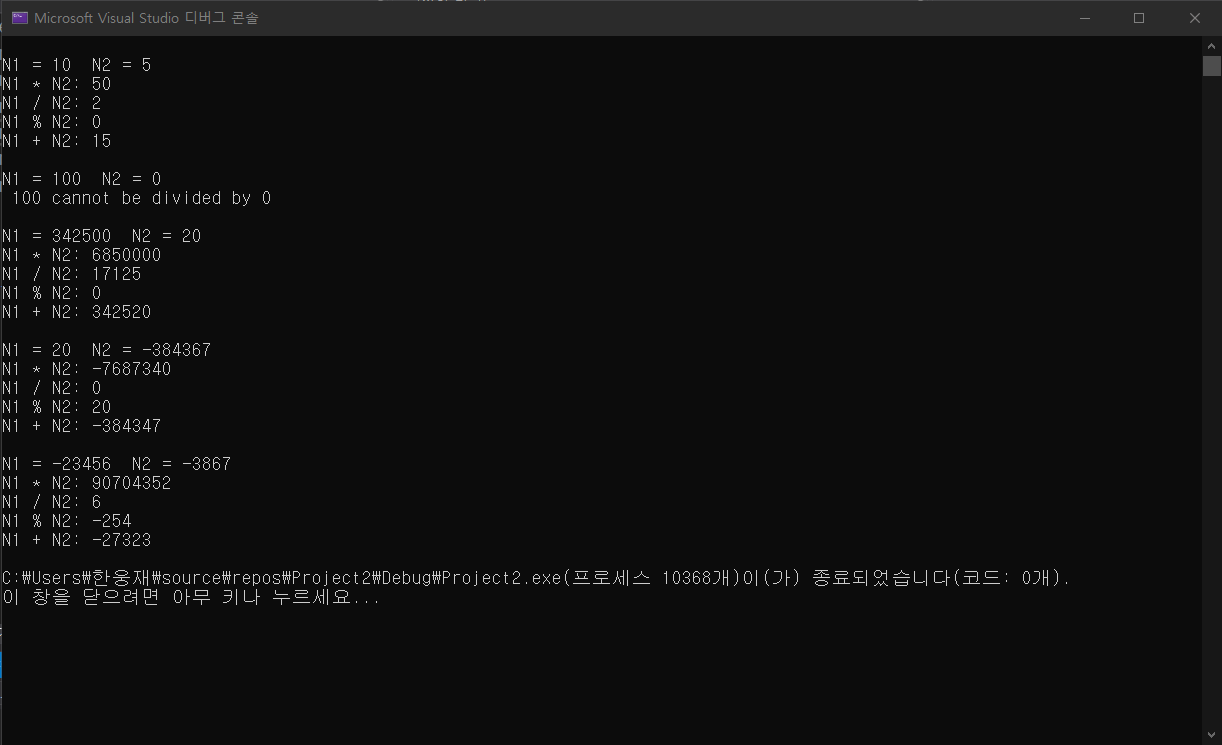 Microsoft Visual Studio 디버그 콘솔
N1 = 10  N2 = 5
N1 * N2: 50
N1 / N2: 2
N1 % N2: 0
N1 + N2: 15
N1 = 100  N2 = 0
 100 cannot be divided by 0
N1 = 342500  N2 = 20
N1 * N2: 6850000
N1 / N2: 17125
N1 % N2: 0
N1 + N2: 342520
N1 = 20  N2 = -384367
N1 * N2: -7687340
N1 / N2: 0
N1 % N2: 20
N1 + N2: -384347
N1 = -23456  N2 = -3867
N1 * N2: 90704352
N1 / N2: 6
N1 % N2: -254
N1 + N2: -27323
C:₩Users₩한웅재₩source₩repos₩Project2₩Debug₩Project2.exe(프로세스 10368개)이(가) 종료되었습니다(코드: 0개).
이 창을 닫으려면 아무 키나 누르세요...